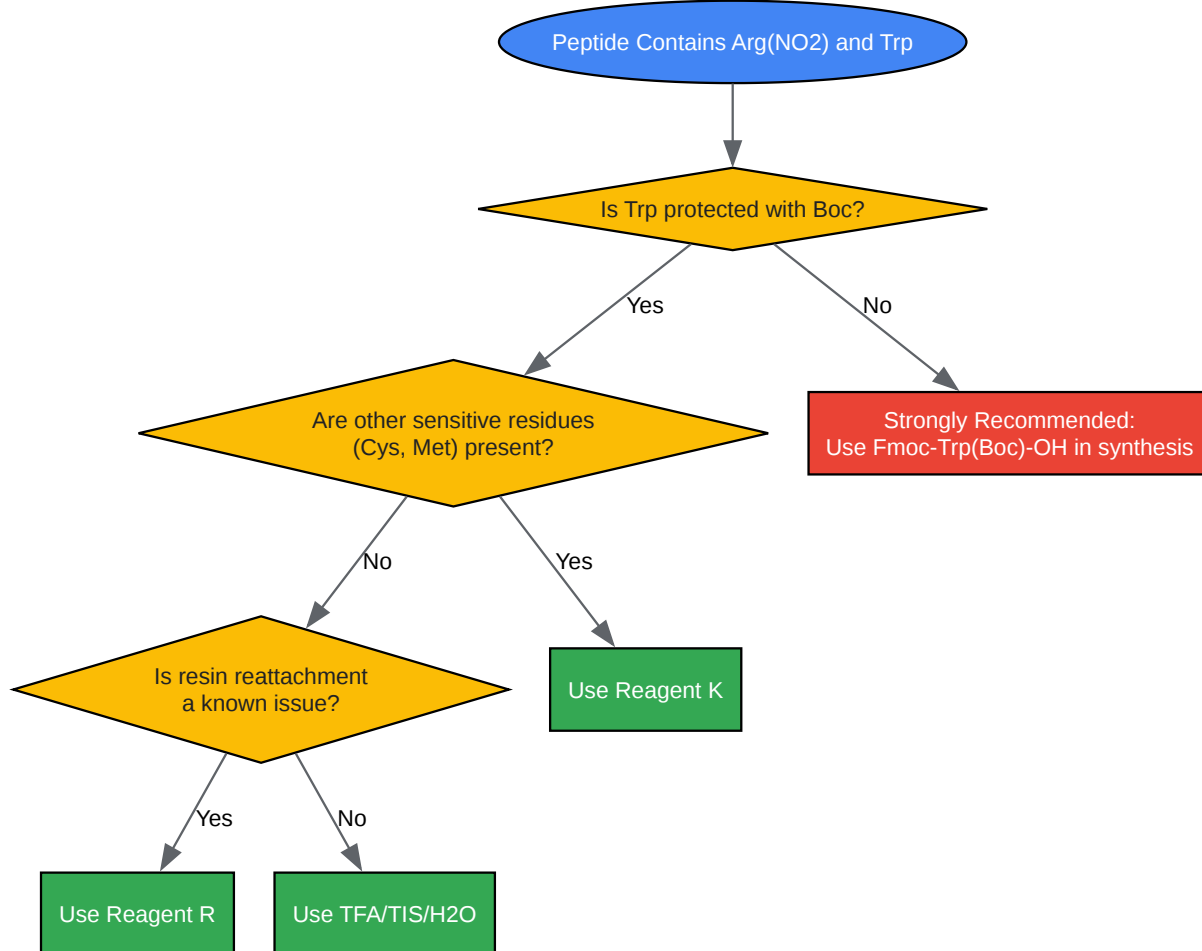 Peptide Contains Arg(NO2) and Trp
Is Trp protected with Boc?
Yes
No
Are other sensitive residues
(Cys, Met) present?
Strongly Recommended:
Use Fmoc-Trp(Boc)-OH in synthesis
No
Yes
Is resin reattachment
a known issue?
Use Reagent K
Yes
No
Use Reagent R
Use TFA/TIS/H2O